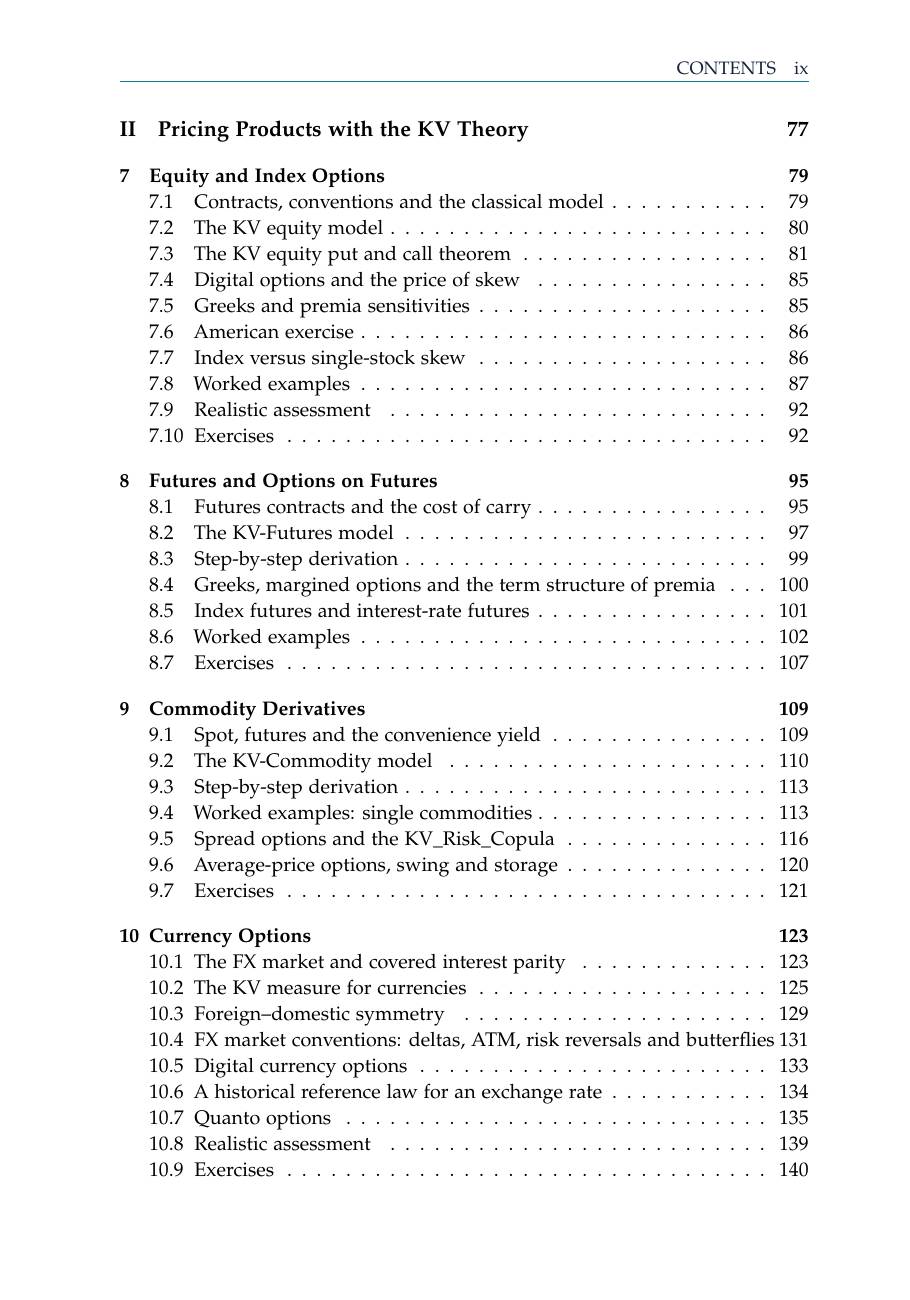 CONTENTS ix
II Pricing Products with the KV Theory 77
7 Equity and Index Options 79
7.1 Contracts, conventions and the classical model . . . . . . . . . . . 79
7.2 The KV equity model . . . . . . . . . . . . . . . . . . . . . . . . . . 80
7.3 The KV equity put and call theorem . . . . . . . . . . . . . . . . . 81
7.4 Digital options and the price of skew . . . . . . . . . . . . . . . . 85
7.5 Greeks and premia sensitivities . . . . . . . . . . . . . . . . . . . . 85
7.6 American exercise . . . . . . . . . . . . . . . . . . . . . . . . . . . . 86
7.7 Index versus single-stock skew . . . . . . . . . . . . . . . . . . . . 86
7.8 Worked examples . . . . . . . . . . . . . . . . . . . . . . . . . . . . 87
7.9 Realistic assessment . . . . . . . . . . . . . . . . . . . . . . . . . . 92
7.10 Exercises . . . . . . . . . . . . . . . . . . . . . . . . . . . . . . . . . 92
8 Futures and Options on Futures 95
8.1 Futures contracts and the cost of carry . . . . . . . . . . . . . . . . 95
8.2 The KV-Futures model . . . . . . . . . . . . . . . . . . . . . . . . . 97
8.3 Step-by-step derivation . . . . . . . . . . . . . . . . . . . . . . . . . 99
8.4 Greeks, margined options and the term structure of premia . . . 100
8.5 Index futures and interest-rate futures . . . . . . . . . . . . . . . . 101
8.6 Worked examples . . . . . . . . . . . . . . . . . . . . . . . . . . . . 102
8.7 Exercises . . . . . . . . . . . . . . . . . . . . . . . . . . . . . . . . . 107
9 Commodity Derivatives 109
9.1 Spot, futures and the convenience yield . . . . . . . . . . . . . . . 109
9.2 The KV-Commodity model . . . . . . . . . . . . . . . . . . . . . . 110
9.3 Step-by-step derivation . . . . . . . . . . . . . . . . . . . . . . . . . 113
9.4 Worked examples: single commodities . . . . . . . . . . . . . . . . 113
9.5 Spread options and the KV_Risk_Copula . . . . . . . . . . . . . . 116
9.6 Average-price options, swing and storage . . . . . . . . . . . . . . 120
9.7 Exercises . . . . . . . . . . . . . . . . . . . . . . . . . . . . . . . . . 121
10 Currency Options 123
10.1 The FX market and covered interest parity . . . . . . . . . . . . . 123
10.2 The KV measure for currencies . . . . . . . . . . . . . . . . . . . . 125
10.3 Foreign–domestic symmetry . . . . . . . . . . . . . . . . . . . . . 129
10.4 FX market conventions: deltas, ATM, risk reversals and butterflies 131
10.5 Digital currency options . . . . . . . . . . . . . . . . . . . . . . . . 133
10.6 A historical reference law for an exchange rate . . . . . . . . . . . 134
10.7 Quanto options . . . . . . . . . . . . . . . . . . . . . . . . . . . . . 135
10.8 Realistic assessment . . . . . . . . . . . . . . . . . . . . . . . . . . 139
10.9 Exercises . . . . . . . . . . . . . . . . . . . . . . . . . . . . . . . . . 140